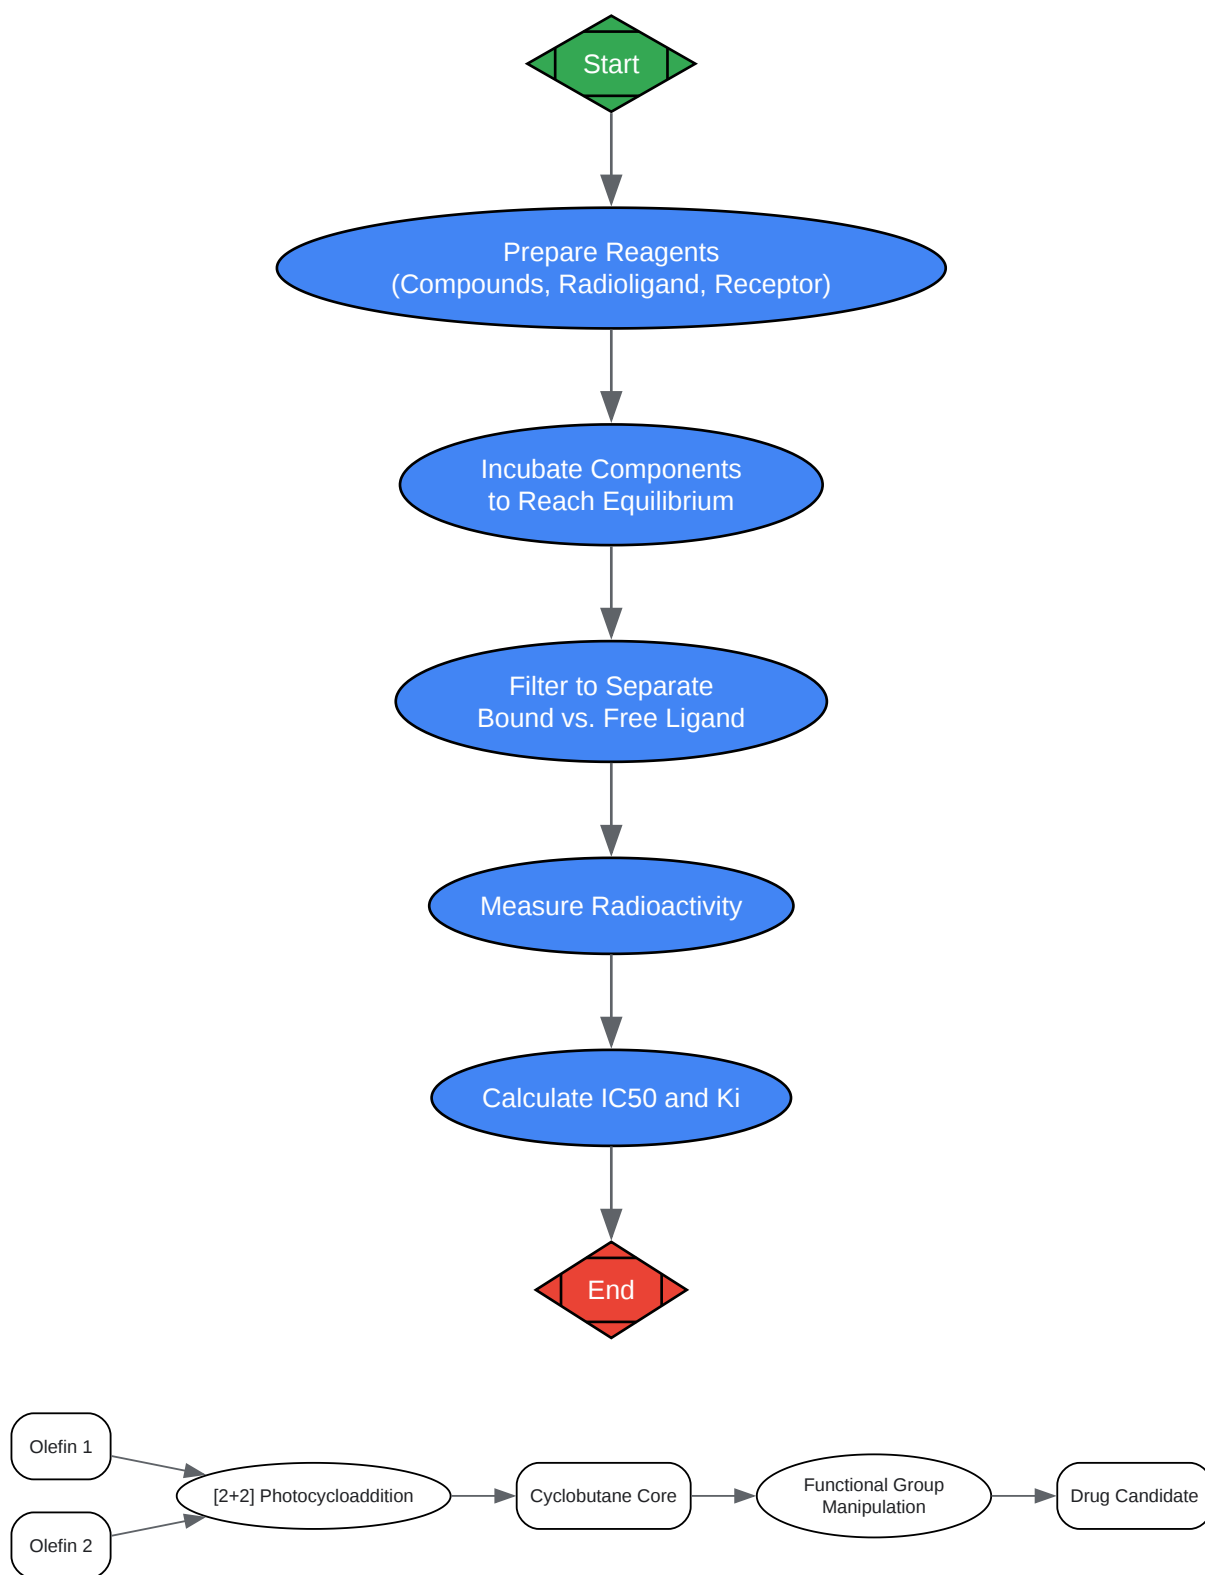 Start
Prepare Reagents
(Compounds, Radioligand, Receptor)
Incubate Components
to Reach Equilibrium
Filter to Separate
Bound vs. Free Ligand
Measure Radioactivity
Calculate IC50 and Ki
End
Olefin 1
Olefin 2
[2+2] Photocycloaddition
Cyclobutane Core
Functional Group
Manipulation
Drug Candidate